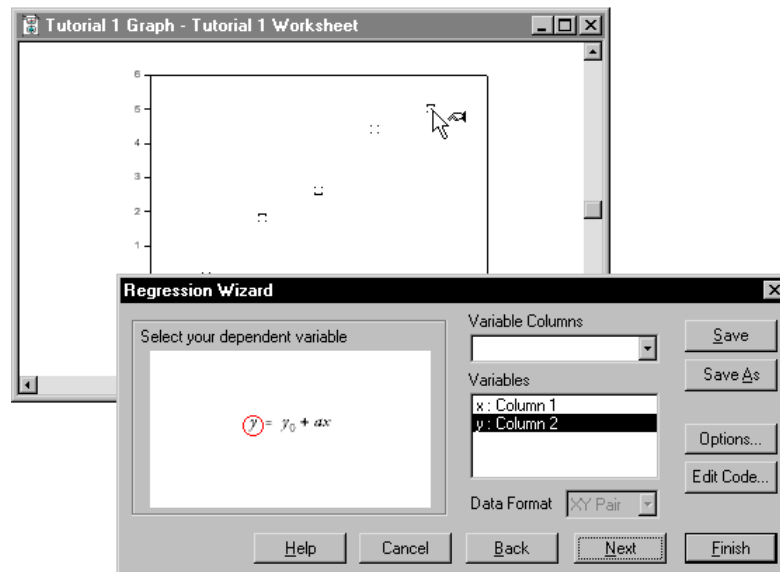 Tutorial 1 Graph - Tutorial 1 Worksheet
6
5
4
3
2
1
Regression Wizard
Select your dependent variable
y = y₀ + ax
Variable Columns
Variables
x : Column 1
y : Column 2
Data Format XY Pair
Save
Save As
Options...
Edit Code...
Help Cancel Back Next Finish